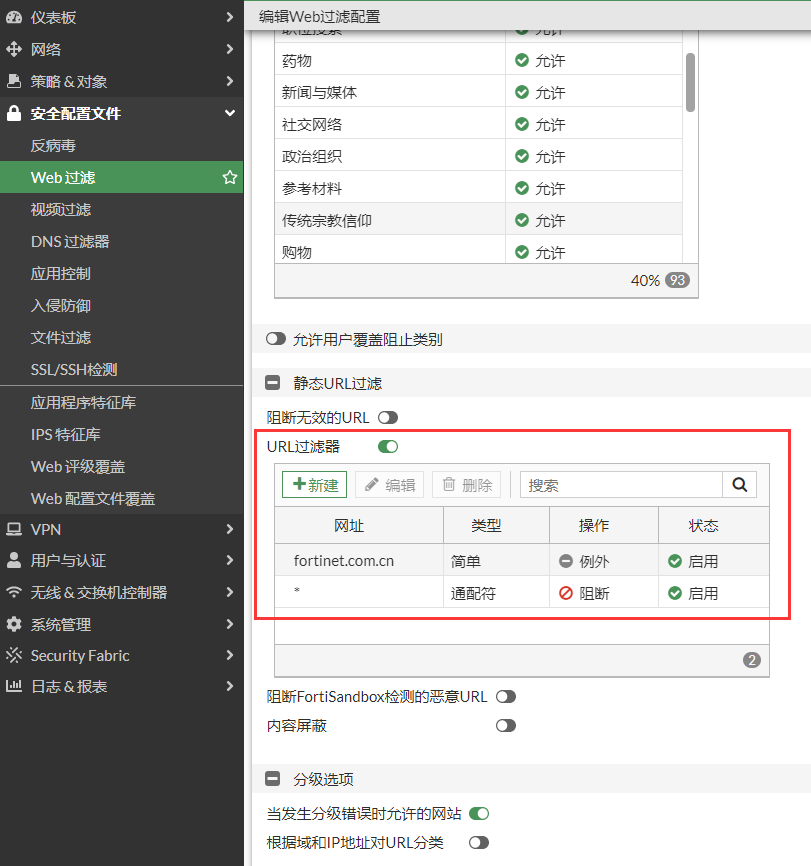 仪表板
网络
策略 & 对象
安全配置文件
反病毒
Web 过滤
视频过滤
DNS 过滤器
应用控制
入侵防御
文件过滤
SSL/SSH检测
应用程序特征库
IPS 特征库
Web 评级覆盖
Web 配置文件覆盖
VPN
用户与认证
无线 & 交换机控制器
系统管理
Security Fabric
日志 & 报表
编辑Web过滤配置
职位搜索 允许
药物 允许
新闻与媒体 允许
社交网络 允许
政治组织 允许
参考材料 允许
传统宗教信仰 允许
购物 允许
40% 93
允许用户覆盖阻止类别
静态URL过滤
阻断无效的URL
URL过滤器
新建 编辑 删除 搜索
网址 类型 操作 状态
fortinet.com.cn 简单 例外 启用
* 通配符 阻断 启用
2
阻断FortiSandbox检测的恶意URL
内容屏蔽
分级选项
当发生分级错误时允许的网站
根据域和IP地址对URL分类